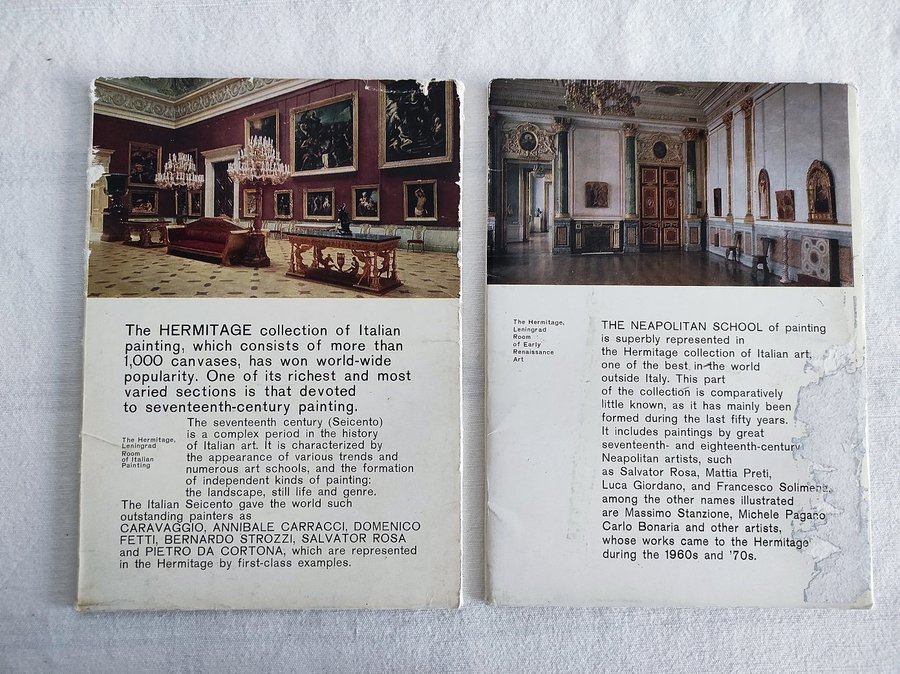 The HERMITAGE collection of Italian
painting, which consists of more than
1,000 canvases, has won world-wide
popularity. One of its richest and most
varied sections is that devoted
to seventeenth-century painting.
The seventeenth century (Seicento)
is a complex period in the history
of Italian art. It is characterized by
the appearance of various trends and
numerous art schools, and the formation
of independent kinds of painting:
the landscape, still life and genre.
The Hermitage,
Leningrad
Room
of Italian
Painting
The Italian Seicento gave the world such
outstanding painters as
CARAVAGGIO, ANNIBALE CARRACCI, DOMENICO
FETTI, BERNARDO STROZZI, SALVATOR ROSA
and PIETRO DA CORTONA, which are represented
in the Hermitage by first-class examples.
The Hermitage,
Leningrad
Room
of Early
Renaissance
Art
THE NEAPOLITAN SCHOOL of painting
is superbly represented in
the Hermitage collection of Italian art,
one of the best in the world
outside Italy. This part
of the collection is comparatively
little known, as it has mainly been
formed during the last fifty years.
It includes paintings by great
seventeenth- and eighteenth-century
Neapolitan artists, such
as Salvator Rosa, Mattia Preti,
Luca Giordano, and Francesco Solimena,
among the other names illustrated
are Massimo Stanzione, Michele Pagano
Carlo Bonaria and other artists,
whose works came to the Hermitage
during the 1960s and '70s.